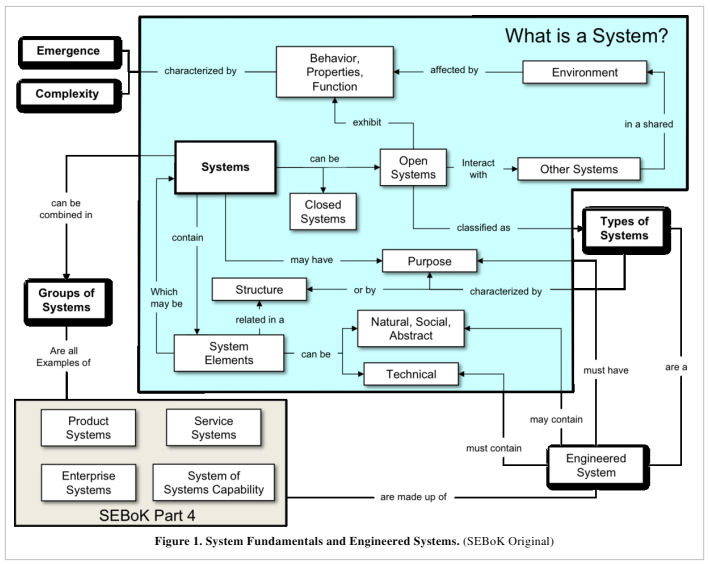 What is a System?
Emergence
Complexity
characterized by
Behavior,
Properties,
Function
affected by
Environment
exhibit
in a shared
Systems
can be
Open
Systems
Interact
with
Other Systems
Closed
Systems
can be
combined in
contain
classified as
Types of
Systems
may have
Purpose
Groups of
Systems
Which
may be
Structure
or by
characterized by
related in a
Natural, Social,
Abstract
System
Elements
can be
Technical
Are all
Examples of
must have
are a
may contain
must contain
Product
Systems
Service
Systems
Engineered
System
Enterprise
Systems
System of
Systems Capability
are made up of
SEBoK Part 4
Figure 1. System Fundamentals and Engineered Systems. (SEBoK Original)